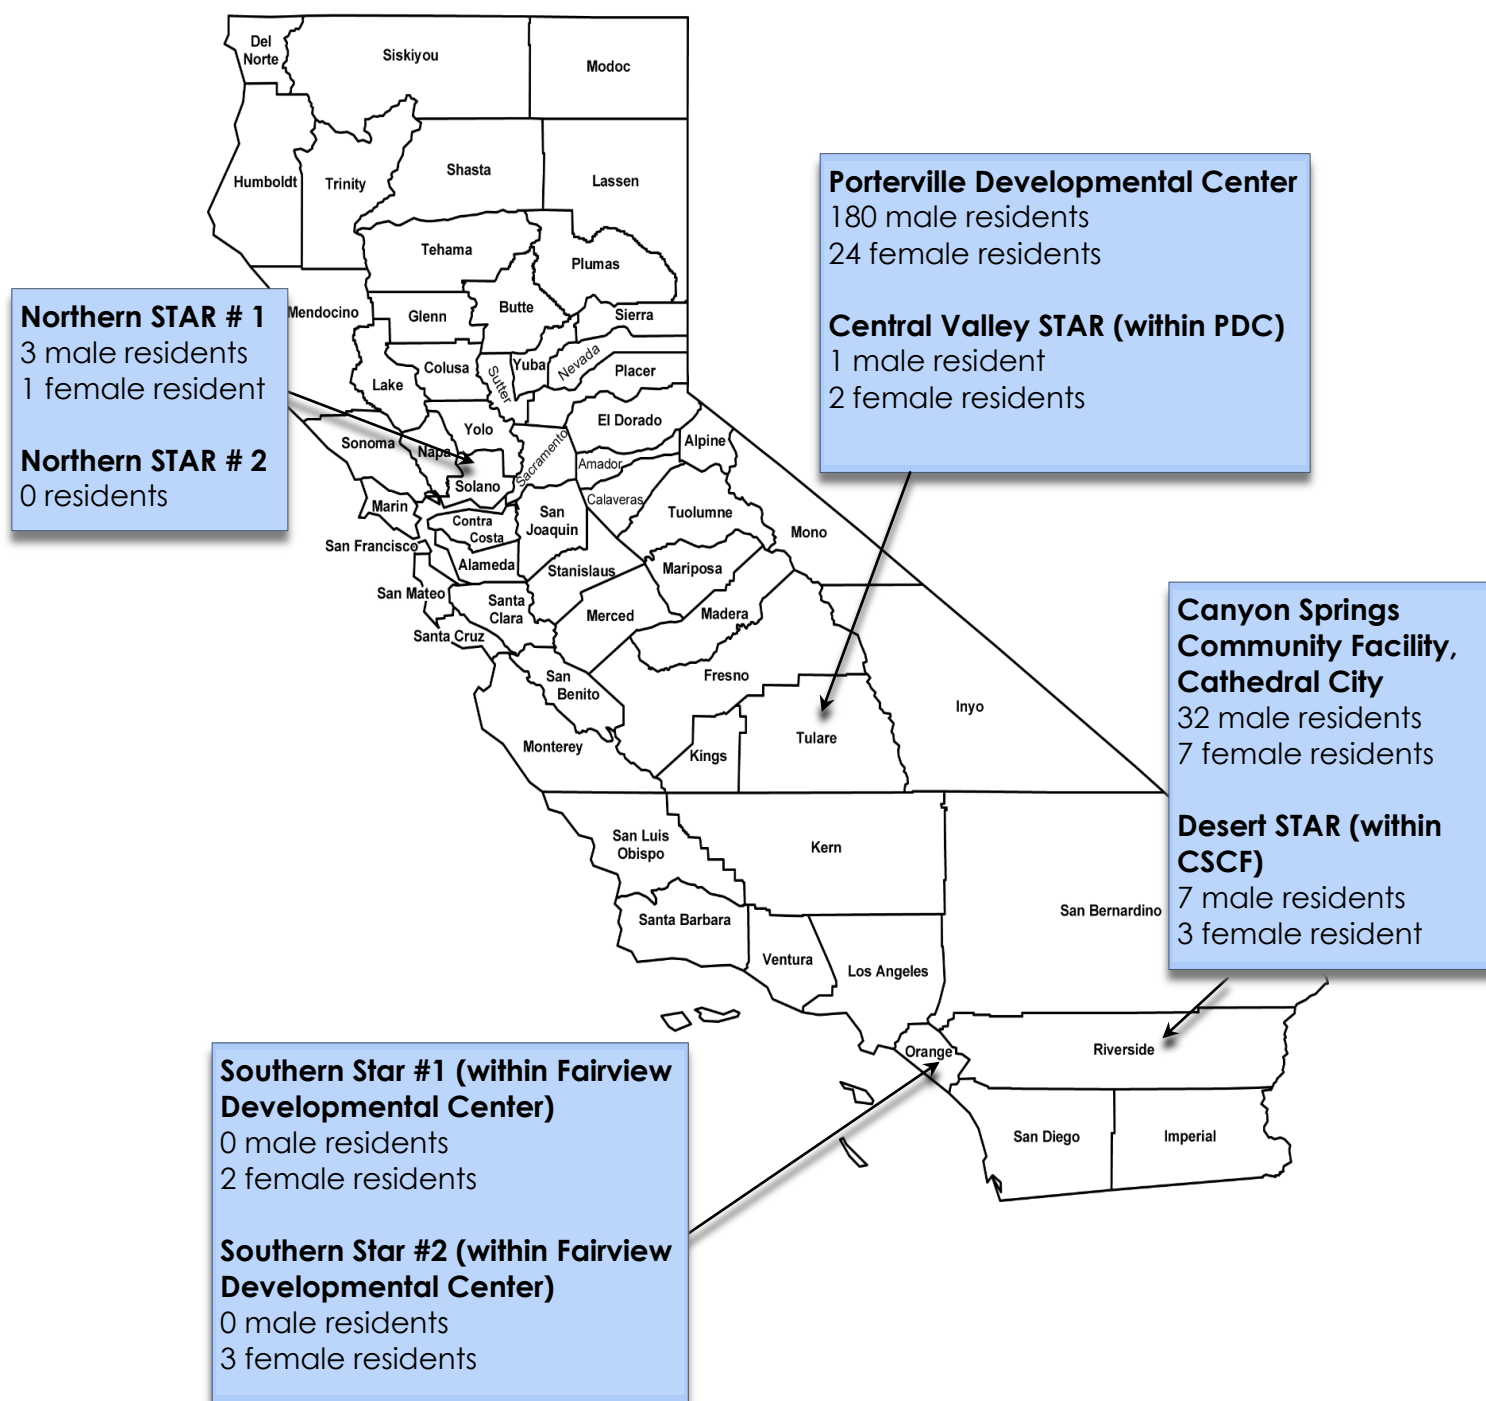 Del
Norte
Siskiyou
Modoc
Humboldt
Trinity
Shasta
Lassen
Tehama
Plumas
Mendocino
Glenn
Butte
Sierra
Colusa
Sutter
Yuba
Nevada
Placer
Lake
Yolo
El Dorado
Sonoma
Napa
Sacramento
Amador
Alpine
Solano
Calaveras
Marin
Contra
Costa
San
Joaquin
Tuolumne
Mono
San Francisco
Alameda
Stanislaus
Mariposa
San Mateo
Santa
Clara
Merced
Madera
Santa Cruz
San
Benito
Fresno
Inyo
Monterey
Kings
Tulare
San Luis
Obispo
Kern
Santa Barbara
San Bernardino
Ventura
Los Angeles
Orange
Riverside
San Diego
Imperial
Northern STAR # 1
3 male residents
1 female resident
Northern STAR # 2
0 residents
Porterville Developmental Center
180 male residents
24 female residents
Central Valley STAR (within PDC)
1 male resident
2 female residents
Canyon Springs
Community Facility,
Cathedral City
32 male residents
7 female residents
Desert STAR (within
CSCF)
7 male residents
3 female resident
Southern Star #1 (within Fairview
Developmental Center)
0 male residents
2 female residents
Southern Star #2 (within Fairview
Developmental Center)
0 male residents
3 female residents